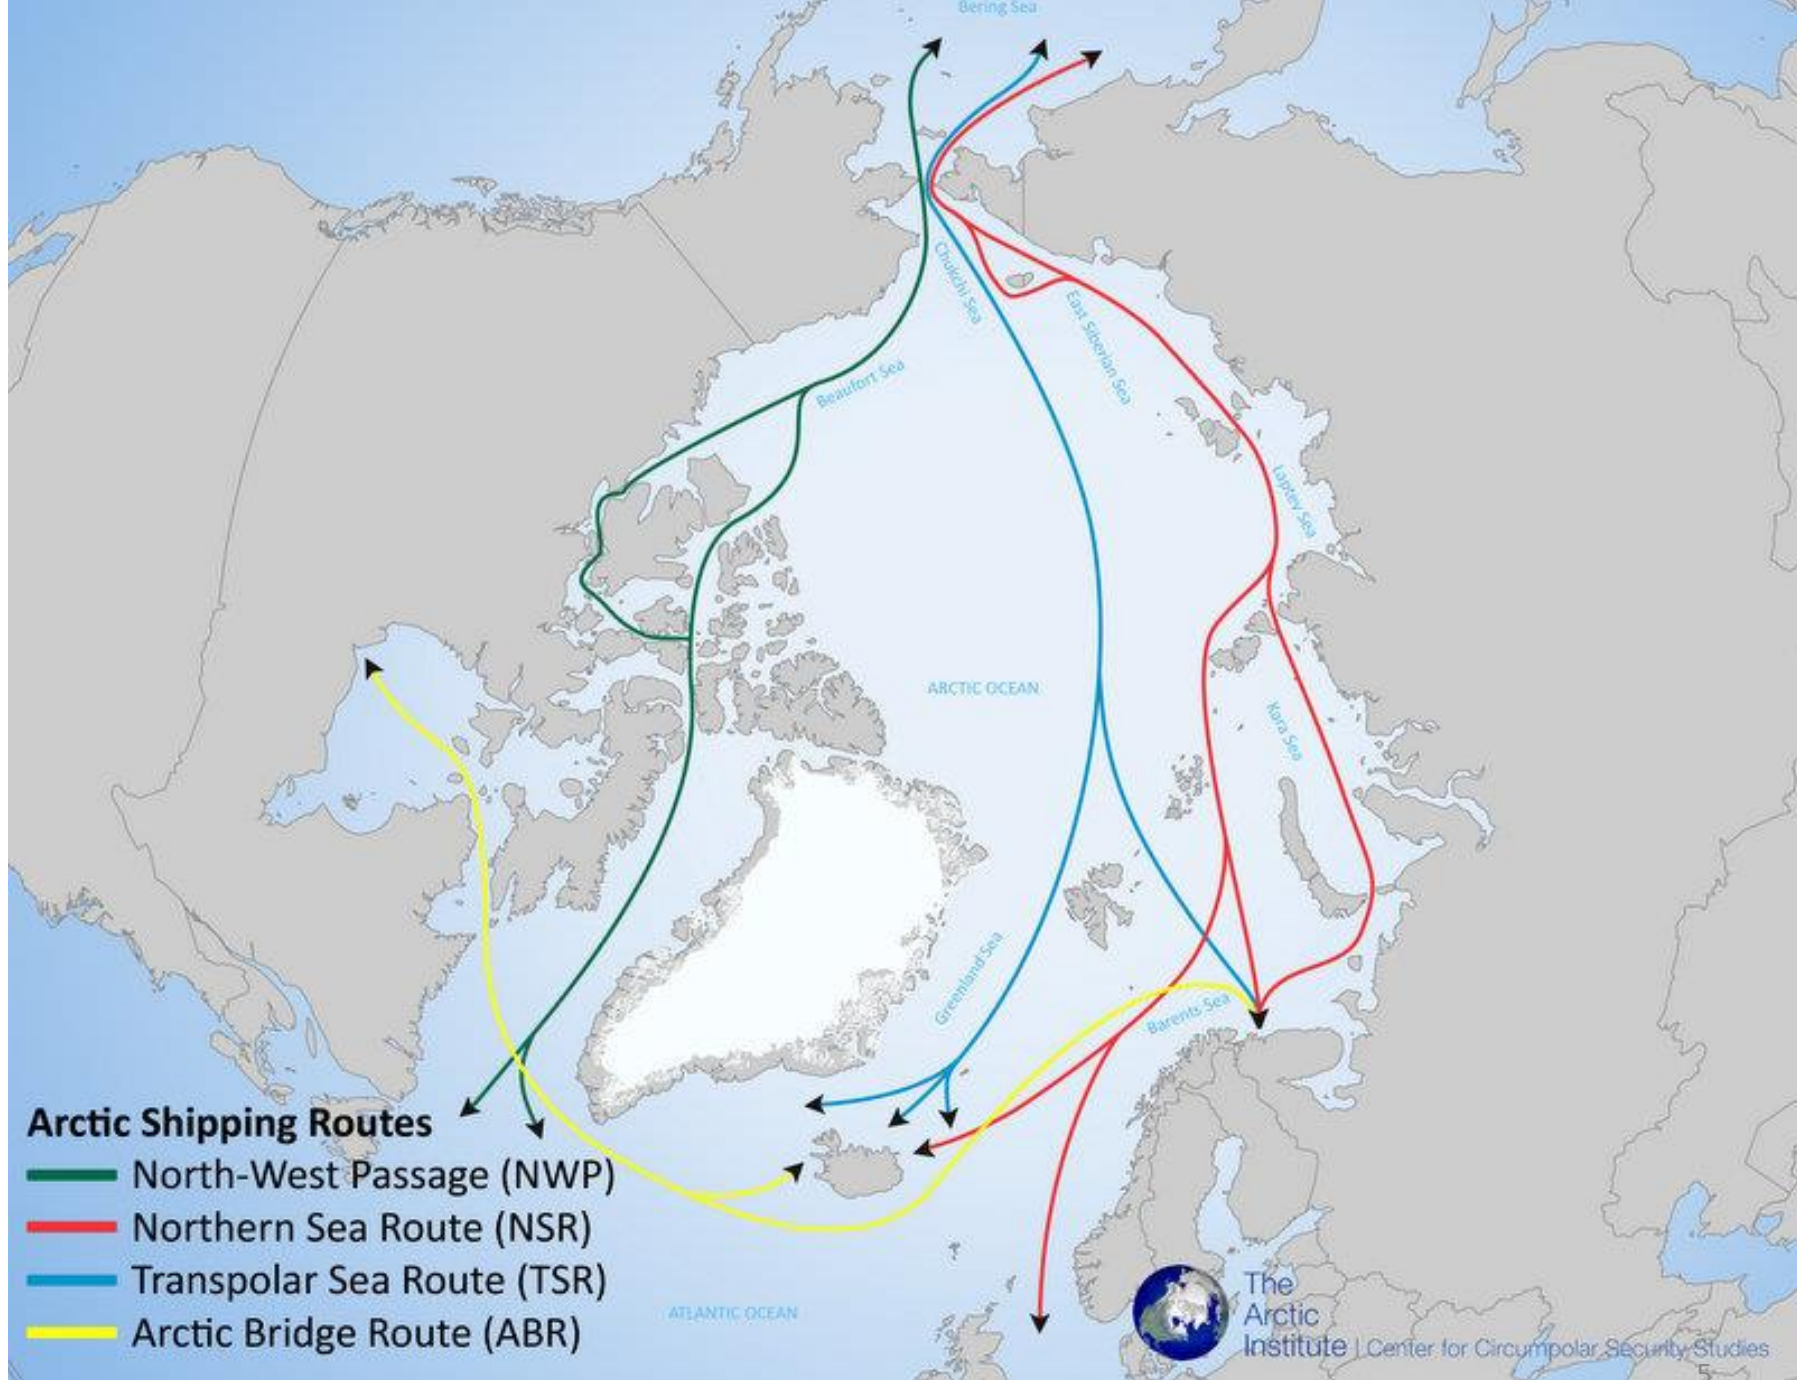 Bering Sea
Chukchi Sea
East Siberian Sea
Beaufort Sea
Laptev Sea
ARCTIC OCEAN
Kara Sea
Greenland Sea
Barents Sea
Arctic Shipping Routes
North-West Passage (NWP)
Northern Sea Route (NSR)
Transpolar Sea Route (TSR)
Arctic Bridge Route (ABR)
ATLANTIC OCEAN
The
Arctic
Institute | Center for Circumpolar Security Studies
5